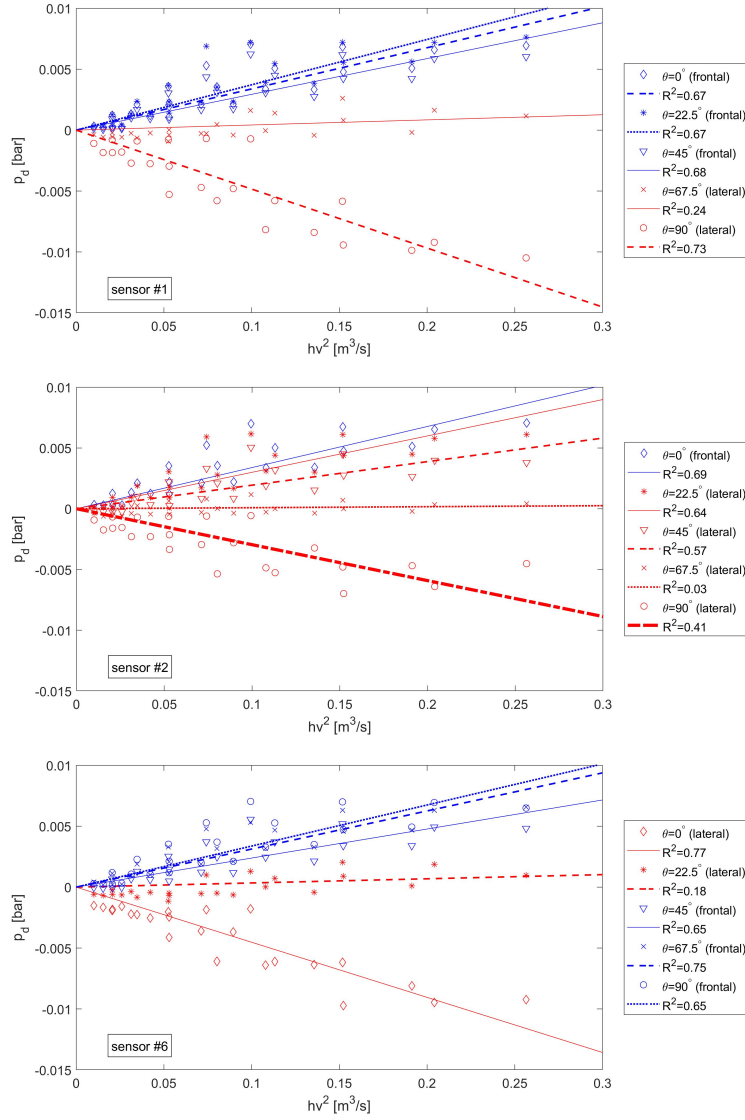 0.01
0.005
0
-0.005
-0.01
-0.015
p_d [bar]
sensor #1
0 0.05 0.1 0.15 0.2 0.25 0.3
hv² [m³/s]
θ=0° (frontal)
R²=0.67
θ=22.5° (frontal)
R²=0.67
θ=45° (frontal)
R²=0.68
θ=67.5° (lateral)
R²=0.24
θ=90° (lateral)
R²=0.73
0.01
0.005
0
-0.005
-0.01
-0.015
p_d [bar]
sensor #2
0 0.05 0.1 0.15 0.2 0.25 0.3
hv² [m³/s]
θ=0° (frontal)
R²=0.69
θ=22.5° (lateral)
R²=0.64
θ=45° (lateral)
R²=0.57
θ=67.5° (lateral)
R²=0.03
θ=90° (lateral)
R²=0.41
0.01
0.005
0
-0.005
-0.01
-0.015
p_d [bar]
sensor #6
0 0.05 0.1 0.15 0.2 0.25 0.3
hv² [m³/s]
θ=0° (lateral)
R²=0.77
θ=22.5° (lateral)
R²=0.18
θ=45° (frontal)
R²=0.65
θ=67.5° (frontal)
R²=0.75
θ=90° (frontal)
R²=0.65